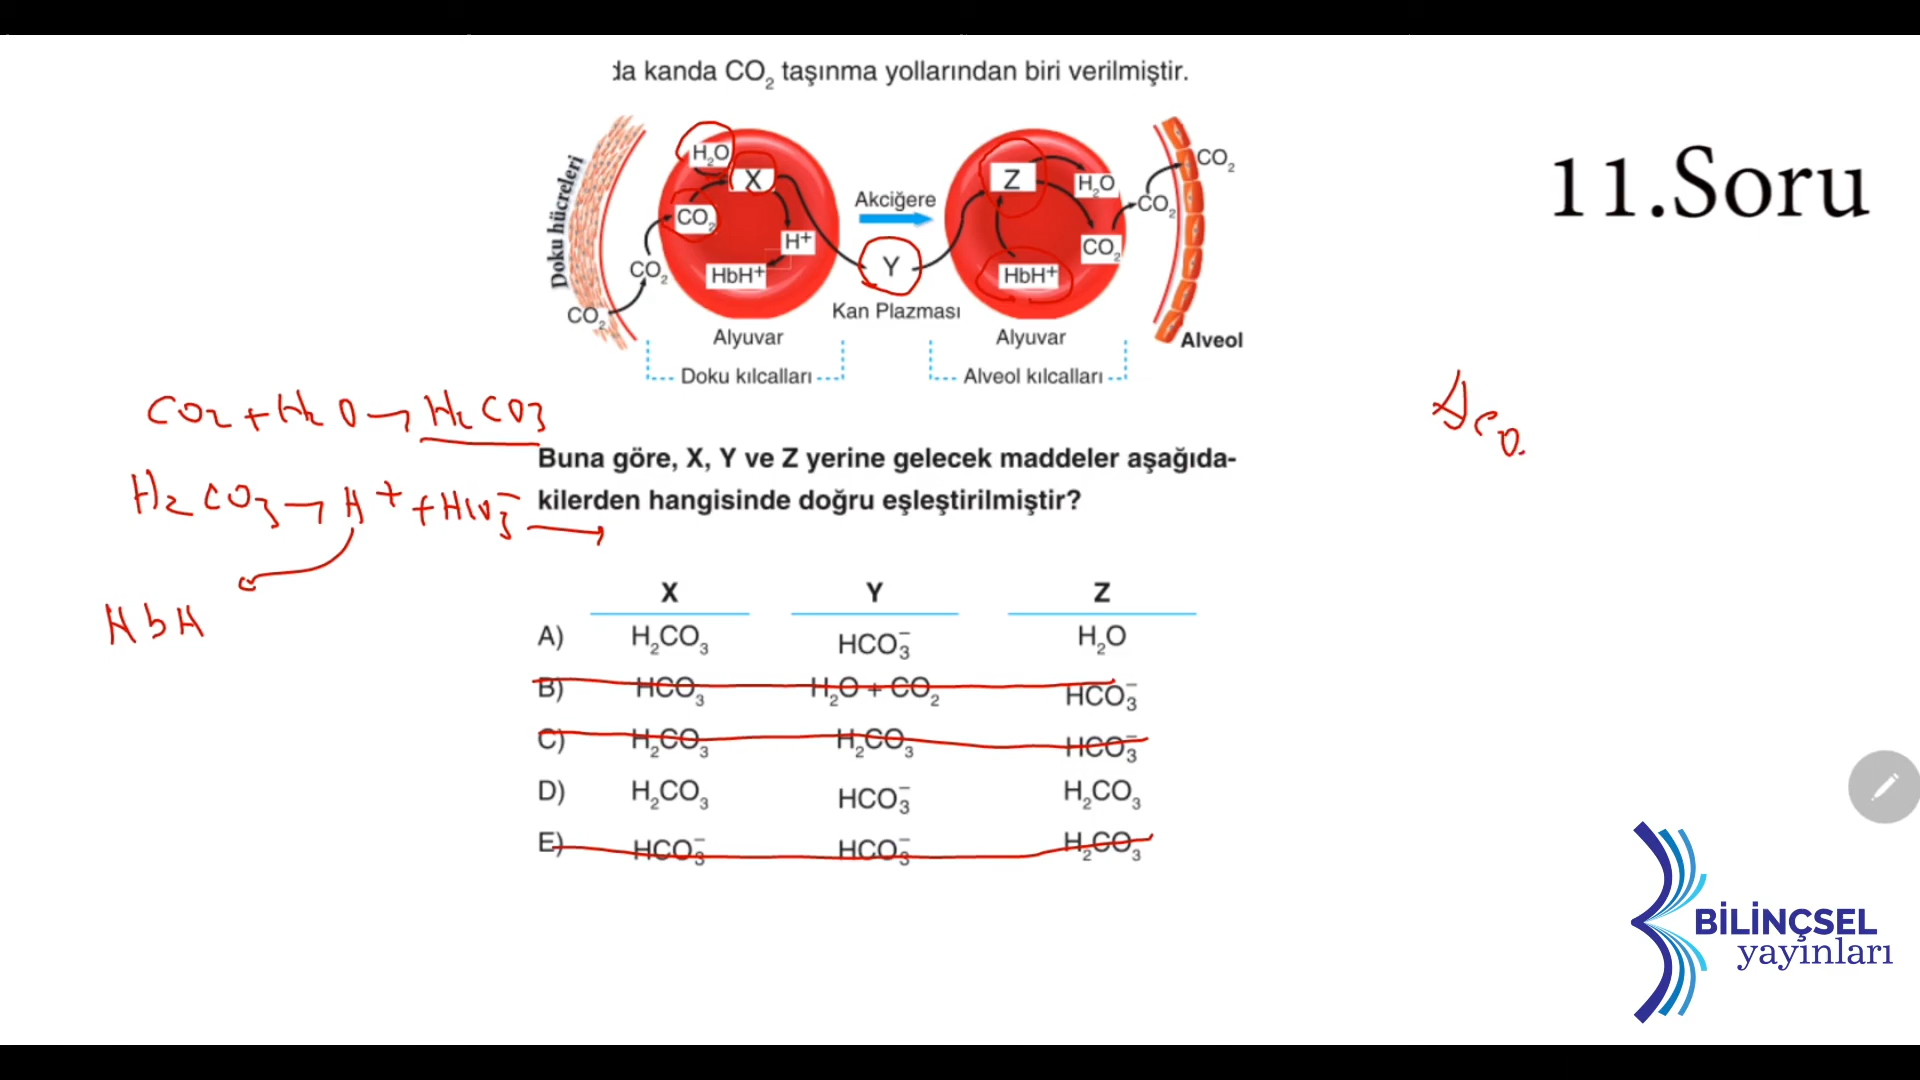 da kanda CO₂ taşınma yollarından biri verilmiştir.
11.Soru
Doku hücreleri
H₂O
X
CO₂
H⁺
HbH⁺
CO₂
CO₂
Alyuvar
Doku kılcalları
Akciğere
Y
Kan Plazması
Z
H₂O
CO₂
HbH⁺
CO₂
CO₂
Alyuvar
Alveol kılcalları
Alveol
CO₂ + H₂O → H₂CO₃
H₂CO₃ → H⁺ + HCO₃⁻
HbH
Buna göre, X, Y ve Z yerine gelecek maddeler aşağıda-
kilerden hangisinde doğru eşleştirilmiştir?
X Y Z
A) H₂CO₃ HCO₃⁻ H₂O
B) HCO₃ H₂O + CO₂ HCO₃⁻
C) H₂CO₃ H₂CO₃ HCO₃⁻
D) H₂CO₃ HCO₃⁻ H₂CO₃
E) HCO₃⁻ HCO₃⁻ H₂CO₃
BİLİNÇSEL
yayınları